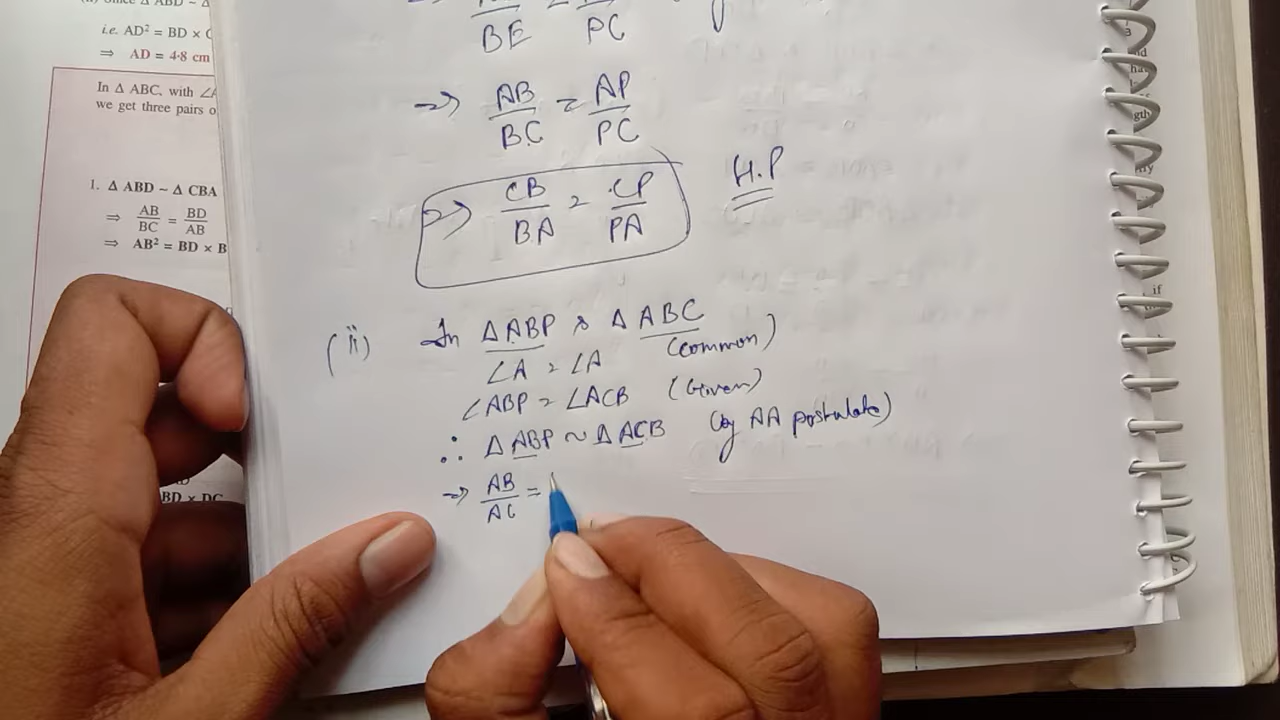 i.e. AD² = BD ×
⇒ AD = 4·8 cm
In Δ ABC, with
we get three pairs
1. Δ ABD ~ Δ CBA
⇒ AB/BC = BD/AB
⇒ AB² = BD ×
BD × DC
BE PC
⇒ AB/BC = AP/PC
⇒ CB/BA = CP/PA H.P
(ii) In ΔABP & ΔABC
∠A = ∠A (common)
∠ABP = ∠ACB (Given)
∴ ΔABP ~ ΔACB (by AA postulate)
⇒ AB/AC =
if